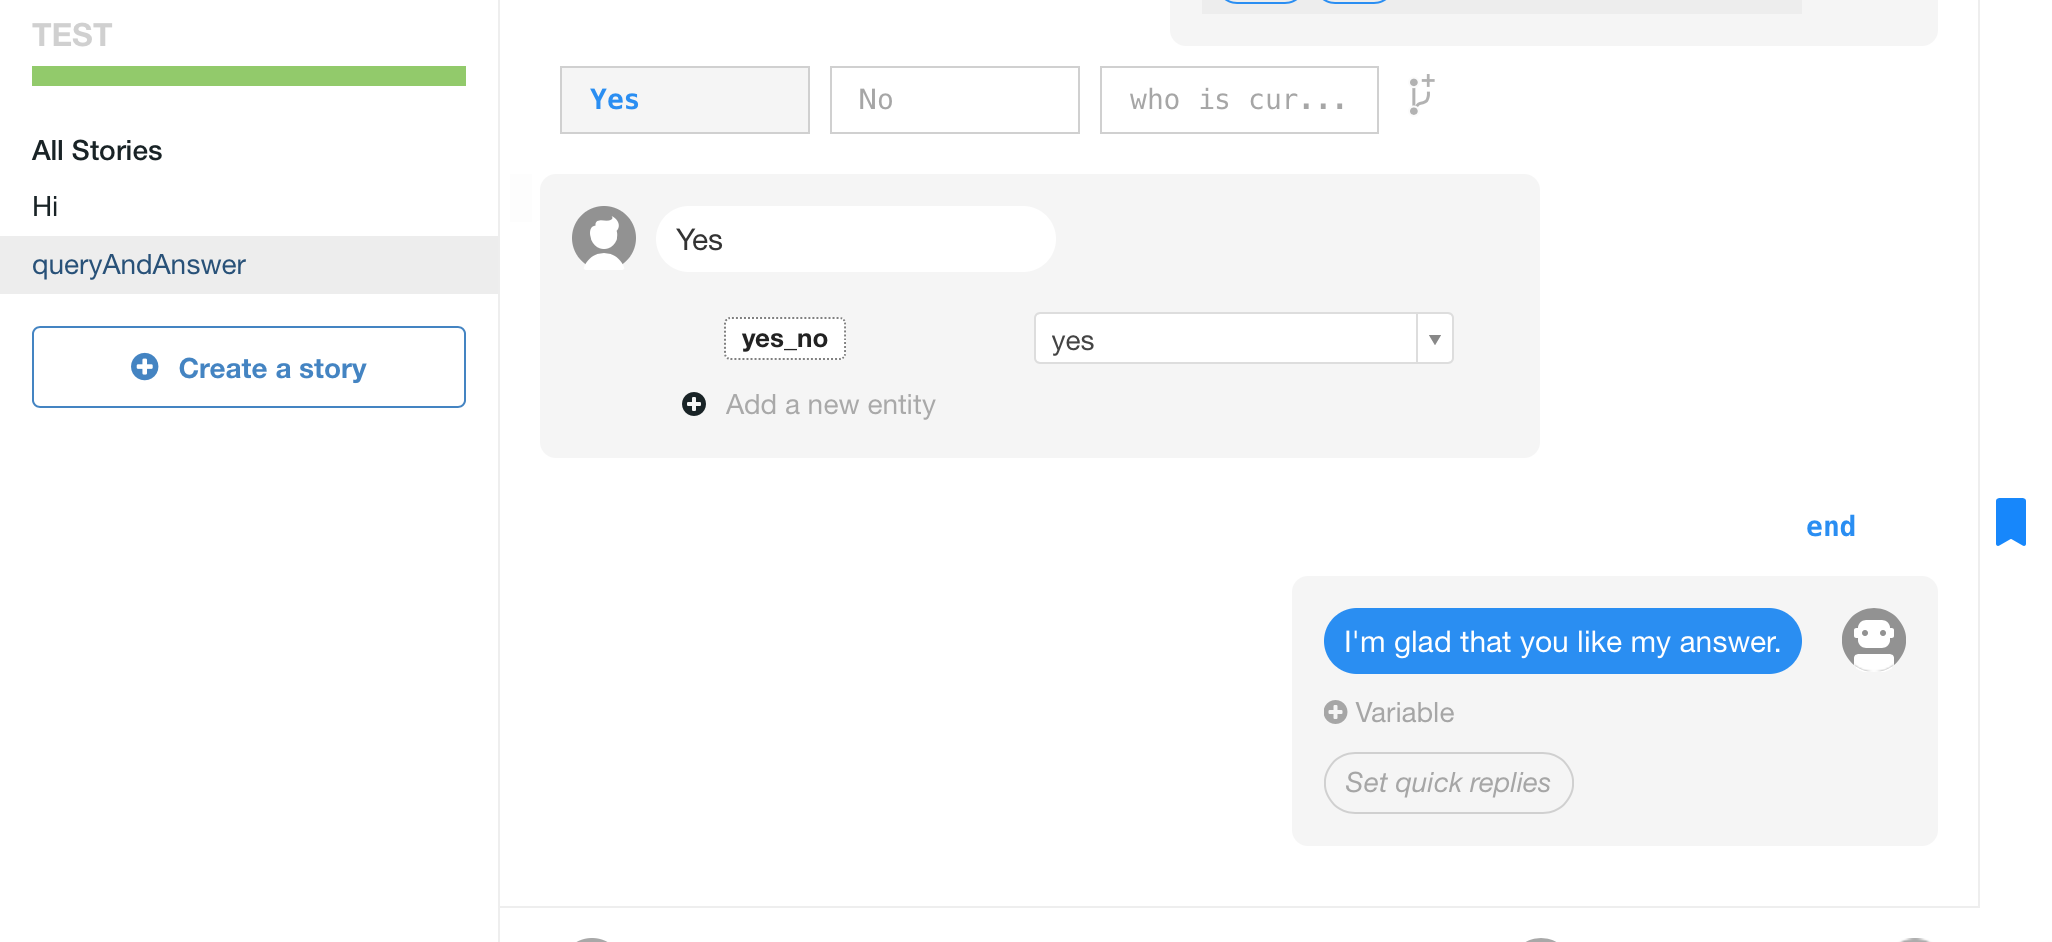 TEST
All Stories
Hi
queryAndAnswer
Create a story
Yes
No
who is cur...
Yes
yes_no
yes
Add a new entity
end
I'm glad that you like my answer.
Variable
Set quick replies